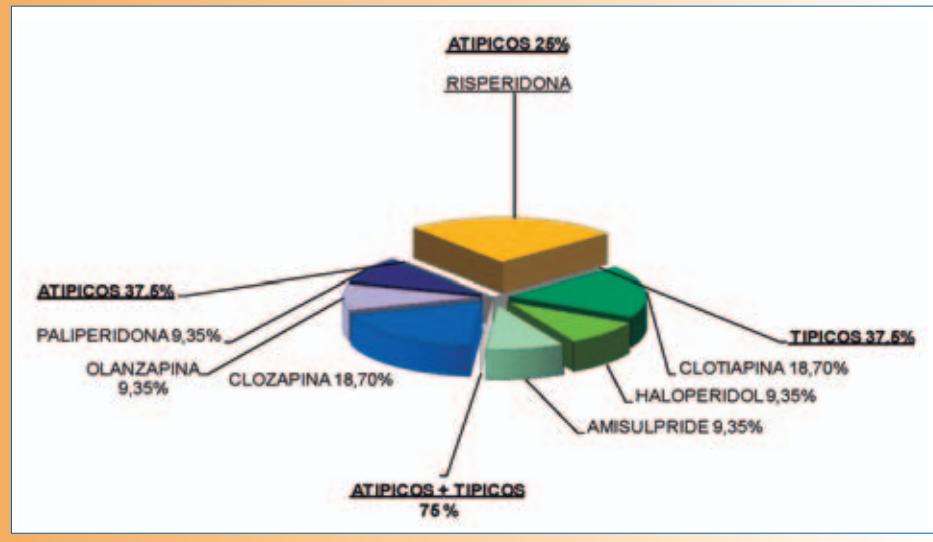 ATIPICOS 25%
RISPERIDONA
ATIPICOS 37.5%
PALIPERIDONA 9,35%
OLANZAPINA
9,35%
CLOZAPINA 18,70%
TIPICOS 37.5%
CLOTIAPINA 18,70%
HALOPERIDOL 9,35%
AMISULPRIDE 9,35%
ATIPICOS + TIPICOS
75 %